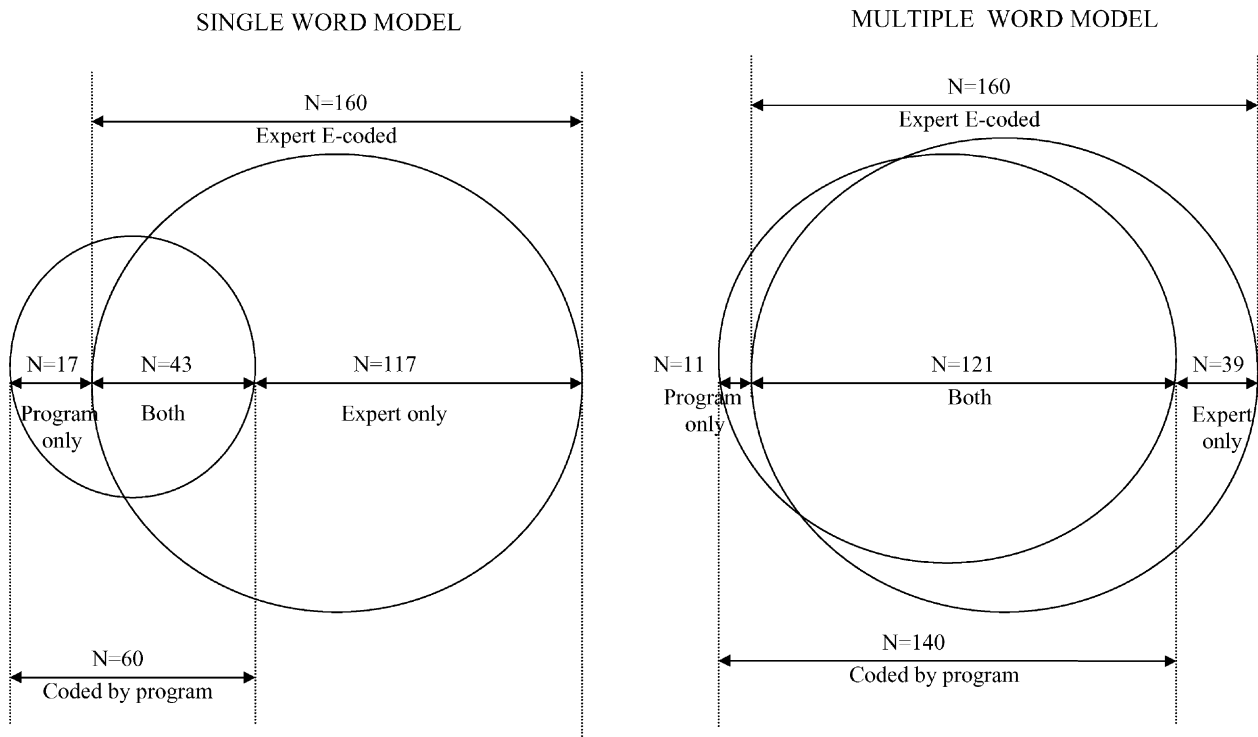 SINGLE WORD MODEL
N=160
Expert E-coded
N=17
N=43
N=117
Program
only
Both
Expert only
N=60
Coded by program
MULTIPLE WORD MODEL
N=160
Expert E-coded
N=11
N=121
N=39
Program
only
Both
Expert
only
N=140
Coded by program